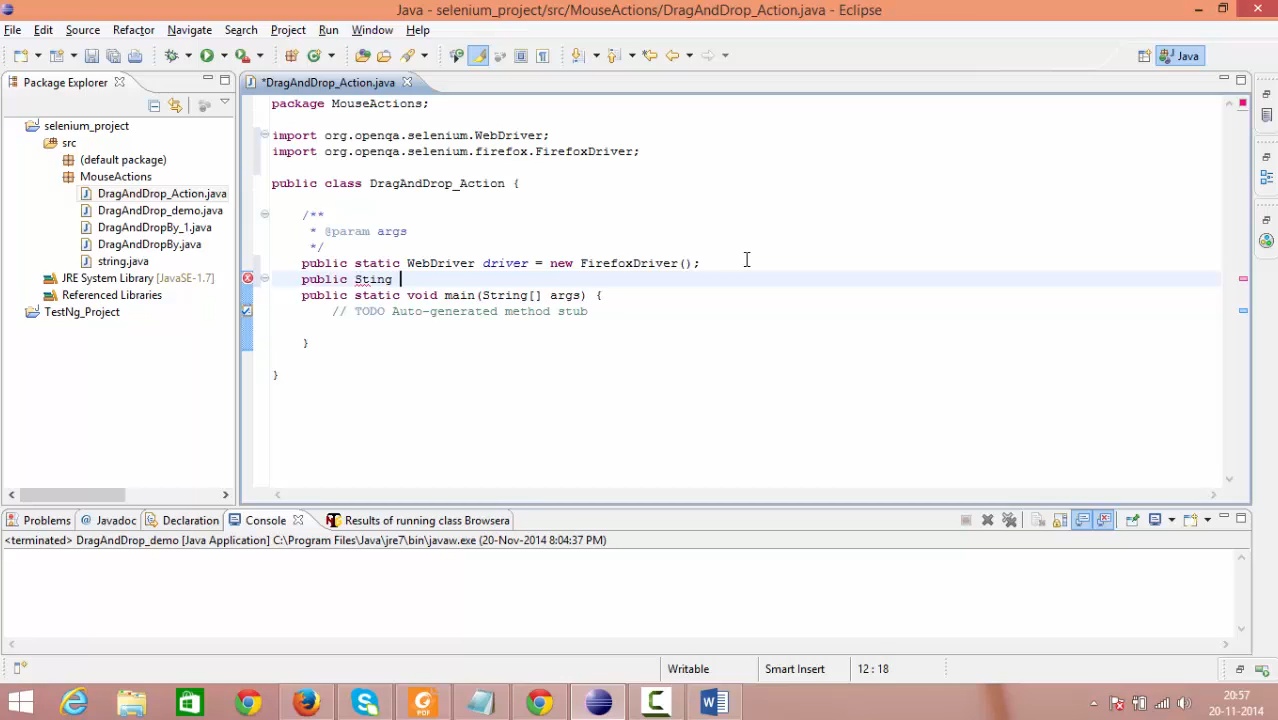 Java - selenium_project/src/MouseActions/DragAndDrop_Action.java - Eclipse
File Edit Source Refactor Navigate Search Project Run Window Help
Java
Package Explorer
*DragAndDrop_Action.java
selenium_project
src
(default package)
MouseActions
DragAndDrop_Action.java
DragAndDrop_demo.java
DragAndDropBy_1.java
DragAndDropBy.java
string.java
JRE System Library [JavaSE-1.7]
Referenced Libraries
TestNg_Project
package MouseActions;
import org.openqa.selenium.WebDriver;
import org.openqa.selenium.firefox.FirefoxDriver;
public class DragAndDrop_Action {
/**
* @param args
*/
public static WebDriver driver = new FirefoxDriver();
public Sting
public static void main(String[] args) {
// TODO Auto-generated method stub
}
}
Problems @ Javadoc Declaration Console Results of running class Browsera
<terminated> DragAndDrop_demo [Java Application] C:\Program Files\Java\jre7\bin\javaw.exe (20-Nov-2014 8:04:37 PM)
Writable Smart Insert 12:18
PDF
20:57
20-11-2014